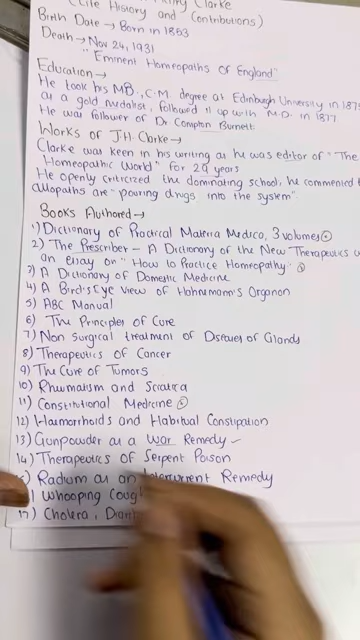 Clarke
(Life History and Contributions)
Birth Date → Born in 1853
Death → Nov 24, 1931
"Eminent Homeopaths of England"
Education →
He took his MB., C.M. degree at Edinburgh University in 1875
as a gold medalist, followed it up with M.D. in 1877
He was follower of Dr Compton Burnett
Works of J.H. Clarke →
Clarke was keen in his writing as he was editor of "The
Homeopathic World" for 29 years
He openly criticized the dominating school, he commented
allopaths are "pouring drugs into the system".
Books Authored →
1) Dictionary of Practical Materia Medica, 3 volumes
2) The Prescriber - A Dictionary of the New Therapeutics
an essay on "How to Practice Homeopathy".
3) A Dictionary of Domestic Medicine
4) A Bird's Eye View of Hahnemann's Organon
5) ABC Manual
6) The Principles of Cure
7) Non Surgical treatment of Diseases of Glands
8) Therapeutics of Cancer
9) The Cure of Tumors
10) Rheumatism and Sciatica
11) Constitutional Medicine
12) Haemorrhoids and Habitual Constipation
13) Gunpowder as a War Remedy
14) Therapeutics of Serpent Poison
Radium as an Intercurrent Remedy
Whooping Coug
17) Cholera,